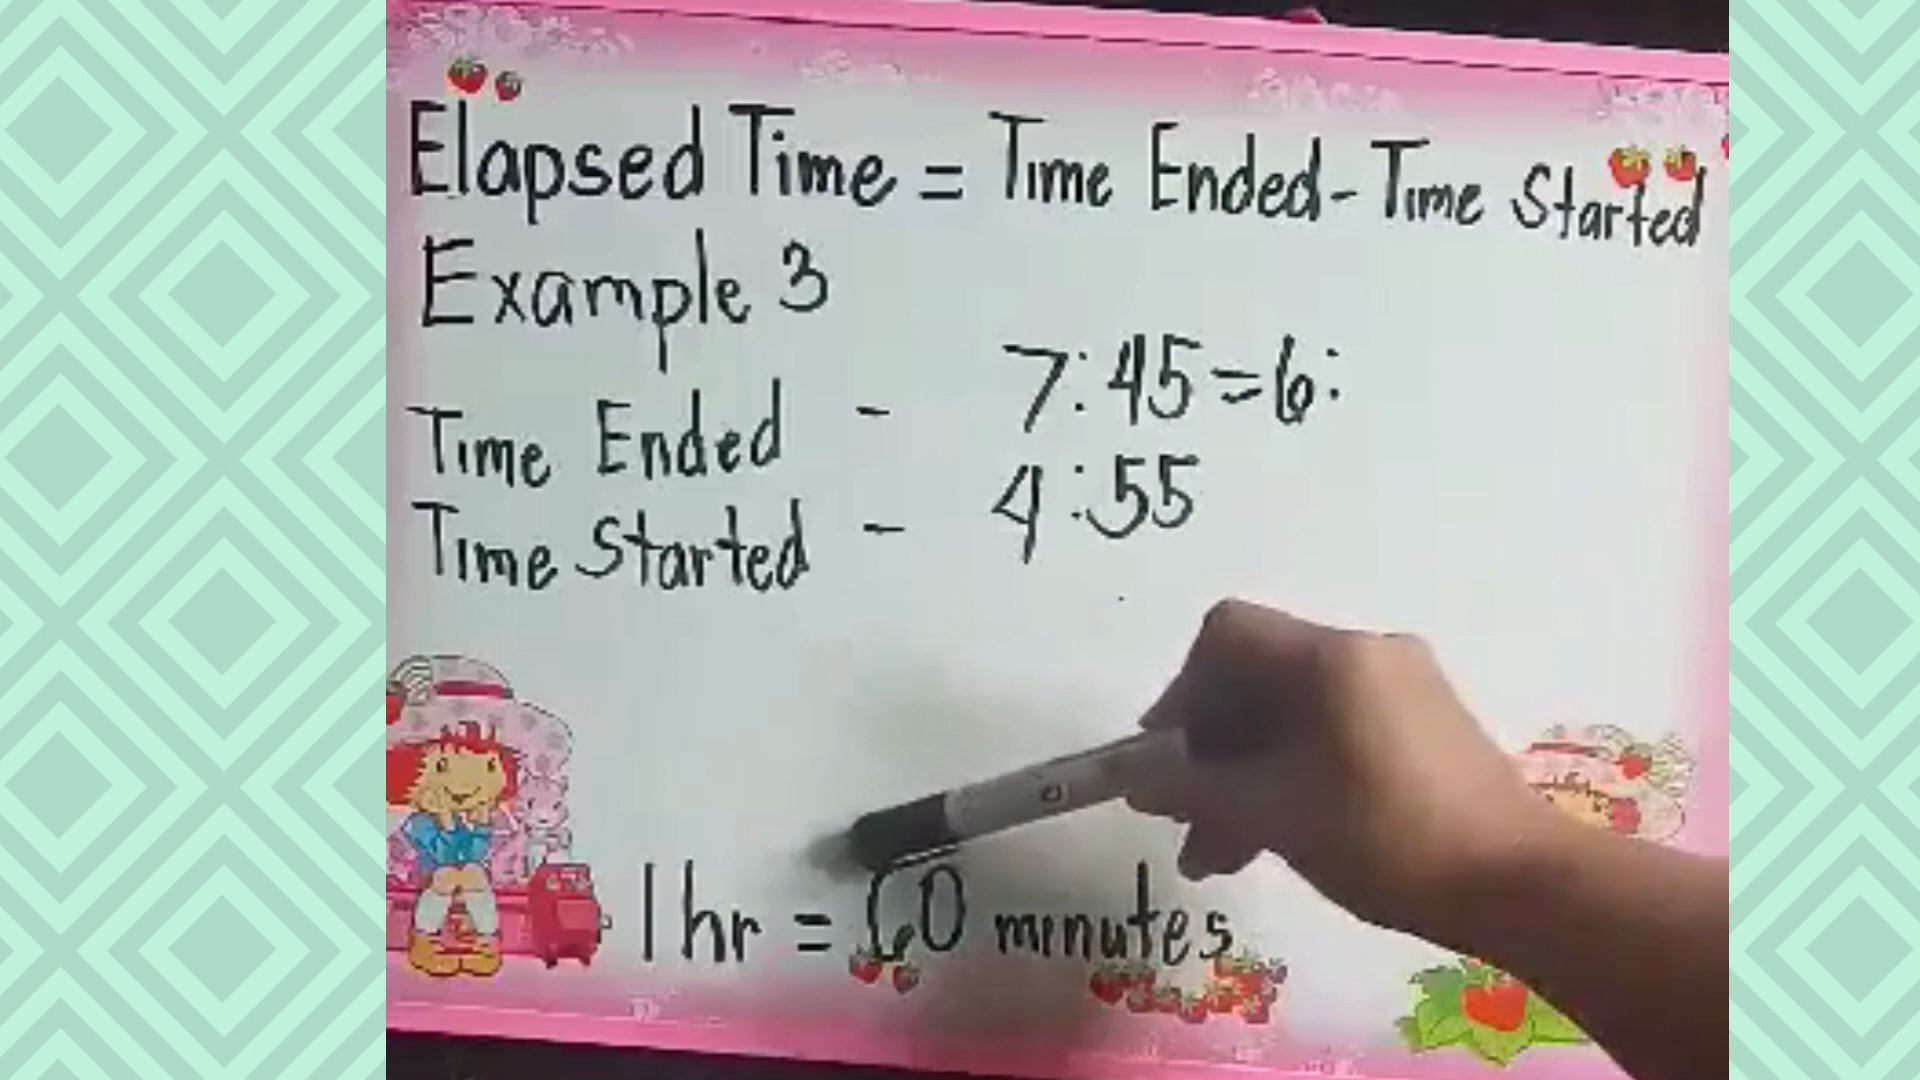 Elapsed Time = Time Ended - Time Started
Example 3
Time Ended - 7:45 = 6:
Time Started - 4:55
1 hr = 60 minutes